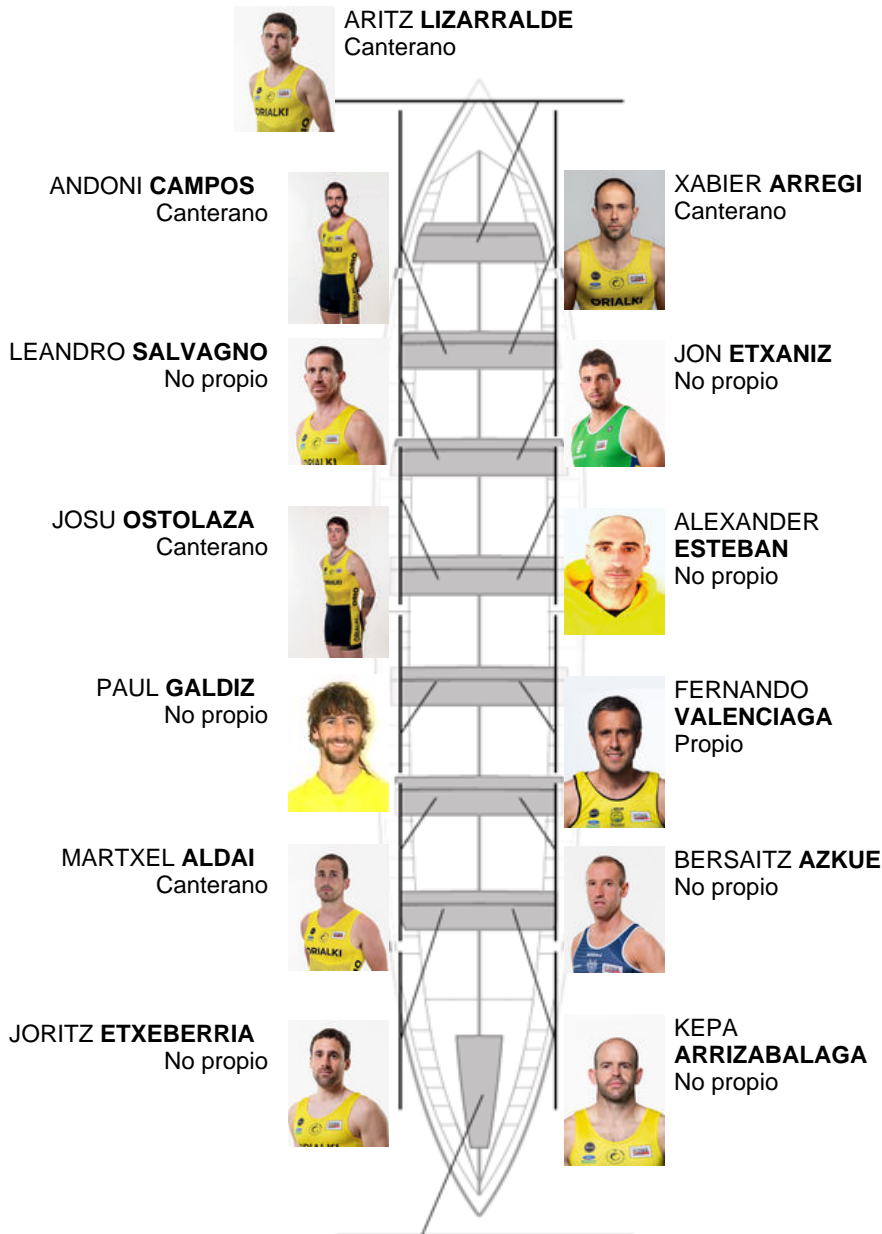 ARITZ LIZARRALDE
Canterano
ANDONI CAMPOS
Canterano
XABIER ARREGI
Canterano
LEANDRO SALVAGNO
No propio
JON ETXANIZ
No propio
JOSU OSTOLAZA
Canterano
ALEXANDER
ESTEBAN
No propio
PAUL GALDIZ
No propio
FERNANDO
VALENCIAGA
Propio
MARTXEL ALDAI
Canterano
BERSAITZ AZKUE
No propio
JORITZ ETXEBERRIA
No propio
KEPA
ARRIZABALAGA
No propio
ORIALKI